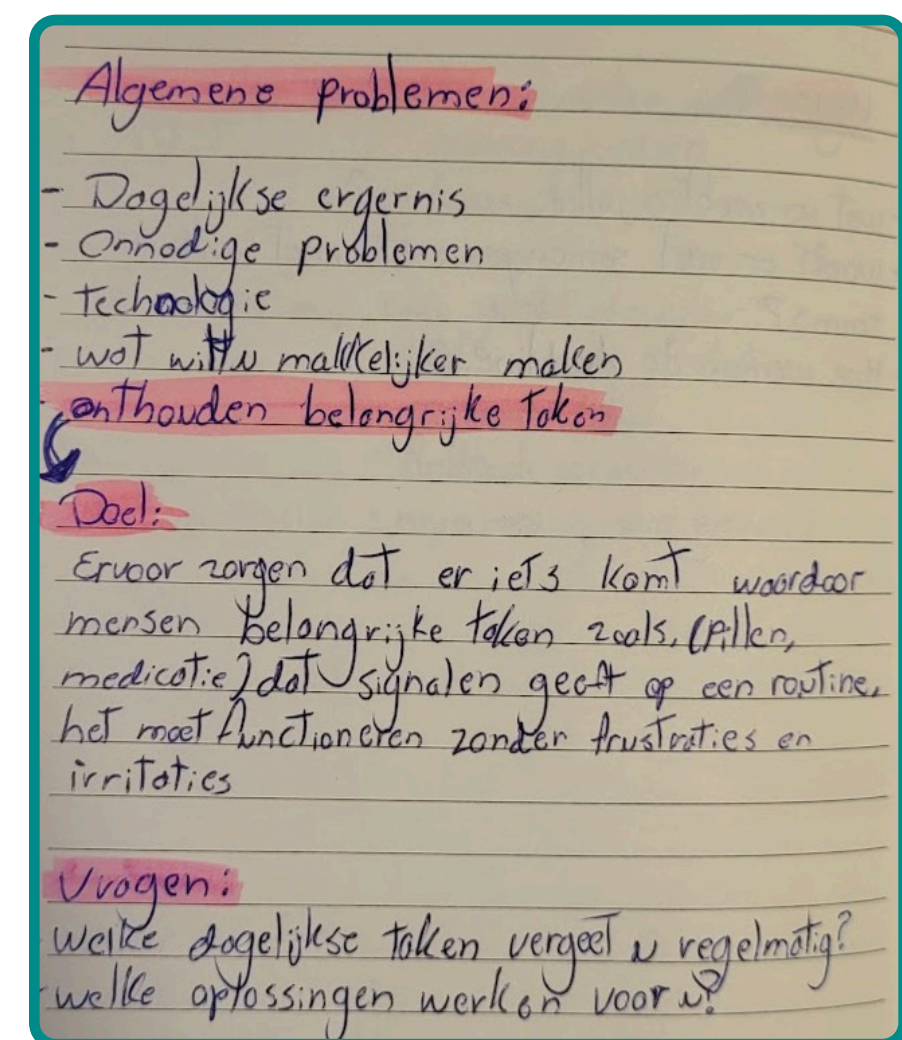 Algemene problemen:
- Dagelijkse ergernis
- Onnodige problemen
- technologie
- wat wilt u makkelijker maken
- onthouden belangrijke taken
Doel:
Ervoor zorgen dat er iets komt waardoor
mensen belangrijke taken zoals, (Pillen,
medicatie) dat signalen geeft op een routine,
het moet functioneren zonder frustraties en
irritaties
Vragen:
Welke dagelijkse taken vergeet u regelmatig?
- welke oplossingen werken voor u?